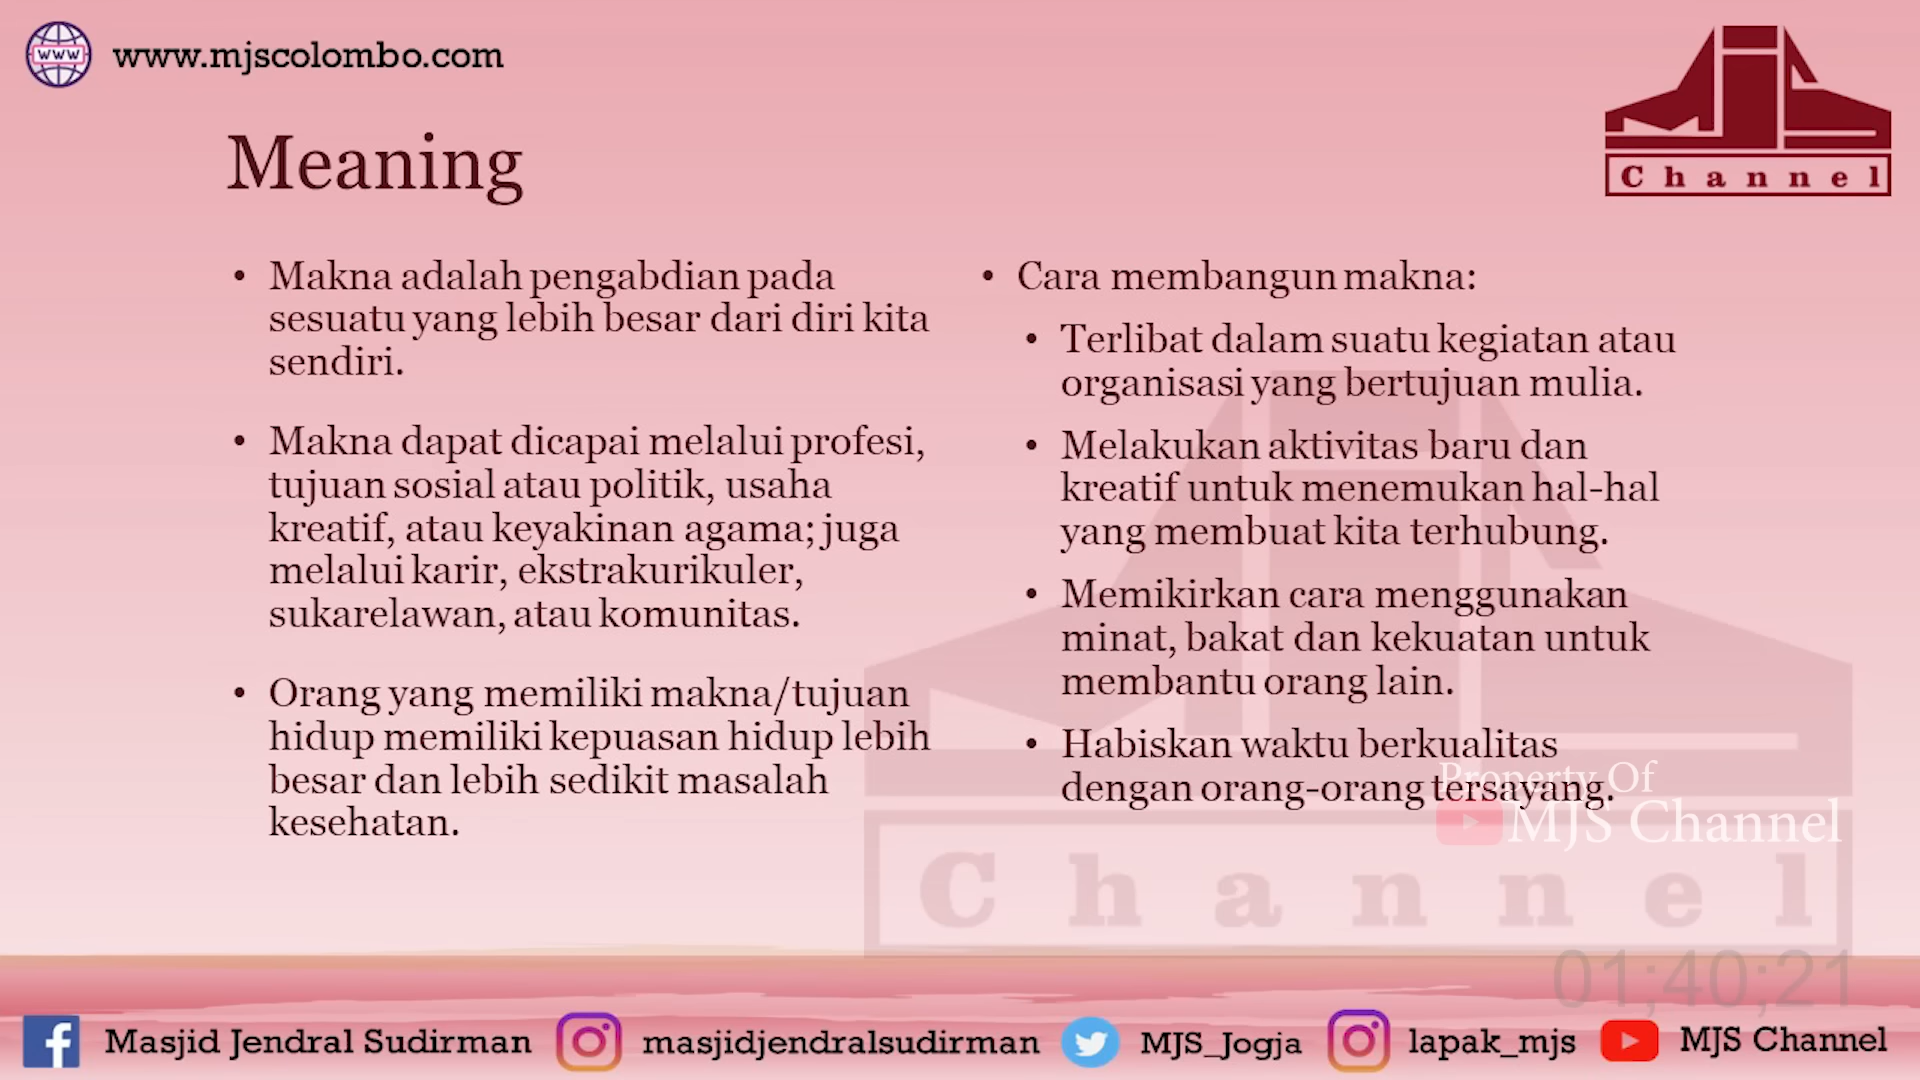 www
www.mjscolombo.com
MJS
Channel
Meaning
• Makna adalah pengabdian pada
sesuatu yang lebih besar dari diri kita
sendiri.
• Makna dapat dicapai melalui profesi,
tujuan sosial atau politik, usaha
kreatif, atau keyakinan agama; juga
melalui karir, ekstrakurikuler,
sukarelawan, atau komunitas.
• Orang yang memiliki makna/tujuan
hidup memiliki kepuasan hidup lebih
besar dan lebih sedikit masalah
kesehatan.
• Cara membangun makna:
• Terlibat dalam suatu kegiatan atau
organisasi yang bertujuan mulia.
• Melakukan aktivitas baru dan
kreatif untuk menemukan hal-hal
yang membuat kita terhubung.
• Memikirkan cara menggunakan
minat, bakat dan kekuatan untuk
membantu orang lain.
• Habiskan waktu berkualitas
dengan orang-orang tersayang.
Property Of
MJS Channel
Channel
01;40;21
Masjid Jendral Sudirman
masjidjendralsudirman
MJS_Jogja
lapak_mjs
MJS Channel